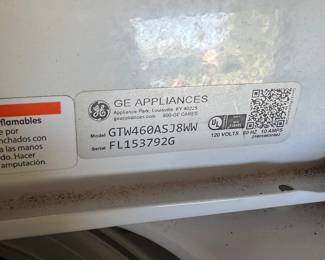 GE APPLIANCES
Appliance Park, Louisville, KY 40225
geappliances.com 800-GE CARES
Model GTW460ASJ8WW
Serial FL153792G
120 VOLTS 60 HZ 10 AMPS
flamables
e por
nchados con
las manos
do. Hacer
amputación.